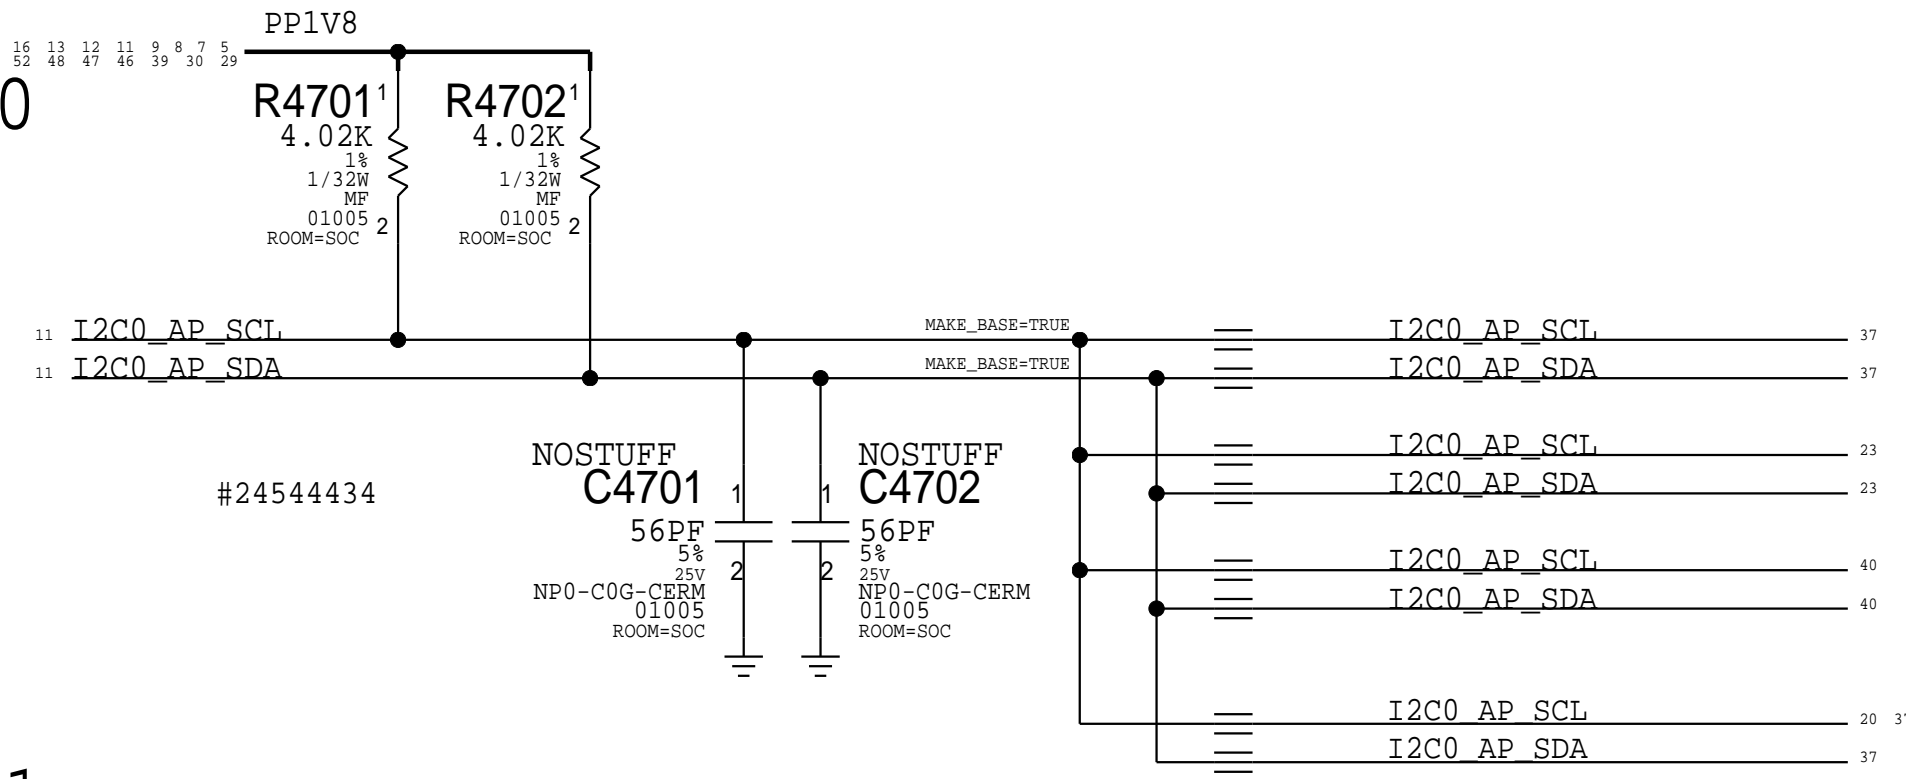 PP1V8
16 13 12 11 9 8 7 5
52 48 47 46 39 30 29
0
R4701 1
4.02K
1%
1/32W
MF
01005 2
ROOM=SOC
R4702 1
4.02K
1%
1/32W
MF
01005 2
ROOM=SOC
11 I2C0_AP_SCL MAKE_BASE=TRUE I2C0_AP_SCL 37
11 I2C0_AP_SDA MAKE_BASE=TRUE I2C0_AP_SDA 37
#24544434
NOSTUFF
C4701 1
56PF
5%
25V 2
NP0-C0G-CERM
01005
ROOM=SOC
NOSTUFF
1 C4702
56PF
5%
2 25V
NP0-C0G-CERM
01005
ROOM=SOC
I2C0_AP_SCL 23
I2C0_AP_SDA 23
I2C0_AP_SCL 40
I2C0_AP_SDA 40
I2C0_AP_SCL 20
I2C0_AP_SDA 37